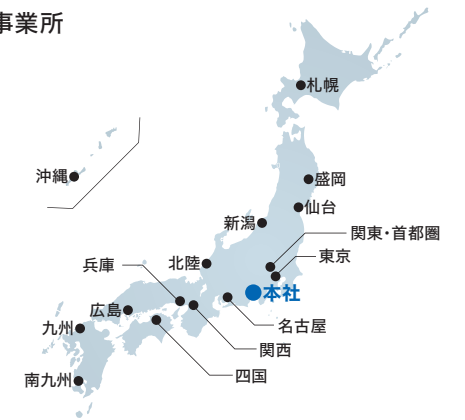 事業所
札幌
沖縄
盛岡
仙台
新潟
関東・首都圏
東京
北陸
兵庫
本社
広島
名古屋
九州
関西
四国
南九州